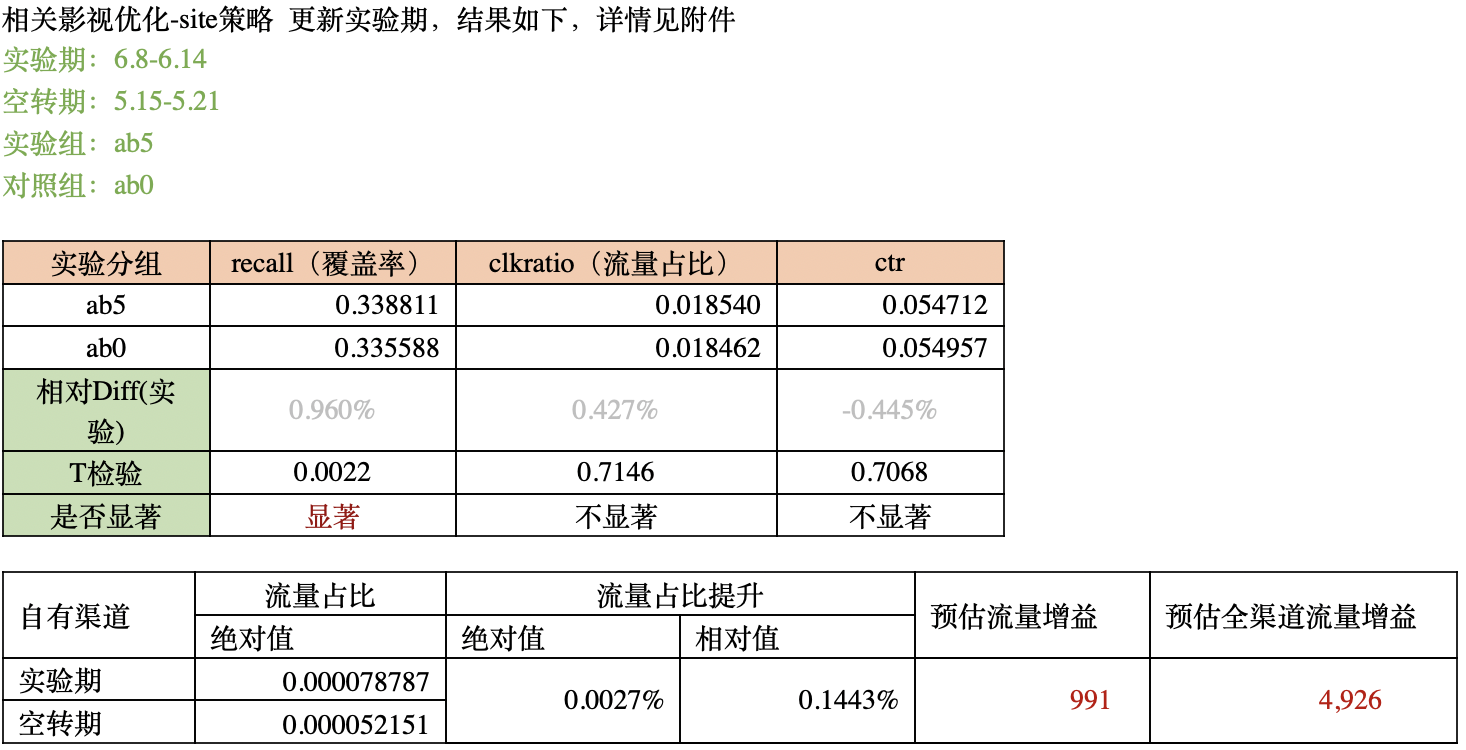 相关影视优化-site策略 更新实验期，结果如下，详情见附件
实验期：6.8-6.14
空转期：5.15-5.21
实验组：ab5
对照组：ab0
实验分组 recall（覆盖率） clkratio（流量占比） ctr
ab5 0.338811 0.018540 0.054712
ab0 0.335588 0.018462 0.054957
相对Diff(实
验) 0.960% 0.427% -0.445%
T检验 0.0022 0.7146 0.7068
是否显著 显著 不显著 不显著
自有渠道 流量占比 流量占比提升 预估流量增益 预估全渠道流量增益
绝对值 绝对值 相对值
实验期 0.000078787 0.0027% 0.1443% 991 4,926
空转期 0.000052151